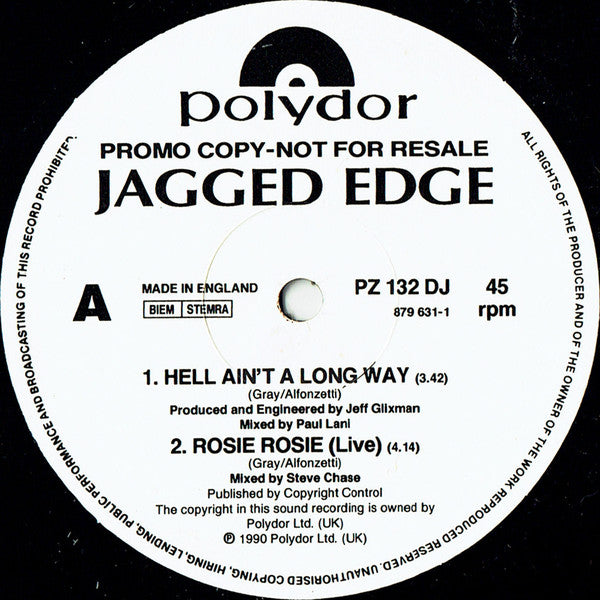 polydor
PROMO COPY-NOT FOR RESALE
JAGGED EDGE
A
MADE IN ENGLAND
BIEM STEMRA
PZ 132 DJ
879 631-1
45
rpm
1. HELL AIN'T A LONG WAY (3.42)
(Gray/Alfonzetti)
Produced and Engineered by Jeff Glixman
Mixed by Paul Lani
2. ROSIE ROSIE (Live) (4.14)
(Gray/Alfonzetti)
Mixed by Steve Chase
Published by Copyright Control
The copyright in this sound recording is owned by
Polydor Ltd. (UK)
℗ 1990 Polydor Ltd. (UK)
ALL RIGHTS OF THE PRODUCER AND OF THE OWNER OF THE WORK REPRODUCED RESERVED. UNAUTHORISED COPYING, HIRING, LENDING, PUBLIC PERFORMANCE AND BROADCASTING OF THIS RECORD PROHIBITED.